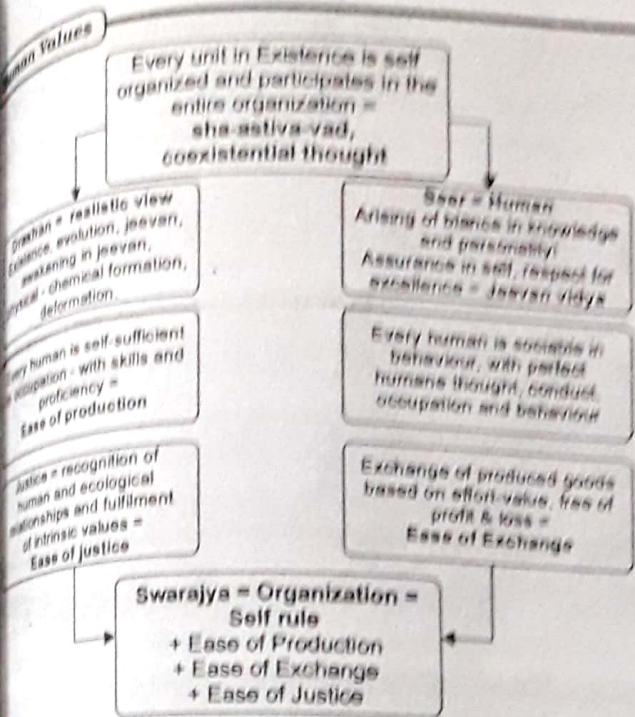 Human Values
Every unit in Existence is self
organized and participates in the
entire organization =
sha-astiva-vad,
coexistential thought
Drashan = realistic view
Existence, evolution, jeevan,
awakening in jeevan,
physical - chemical formation,
deformation.
Seer = Human
Arising of blance in knowledge
and personality:
Assurance in self, respect for
excellence = Jeevan Vidya
Every human is self-sufficient
occupation - with skills and
proficiency =
Ease of production
Every human is sociable in
behaviour, with perfect
humane thought, conduct,
occupation and behaviour
Justice = recognition of
human and ecological
relationships and fulfilment
of intrinsic values =
Ease of justice
Exchange of produced goods
based on effort-value, free of
profit & loss =
Ease of Exchange
Swarajya = Organization =
Self rule
+ Ease of Production
+ Ease of Exchange
+ Ease of Justice